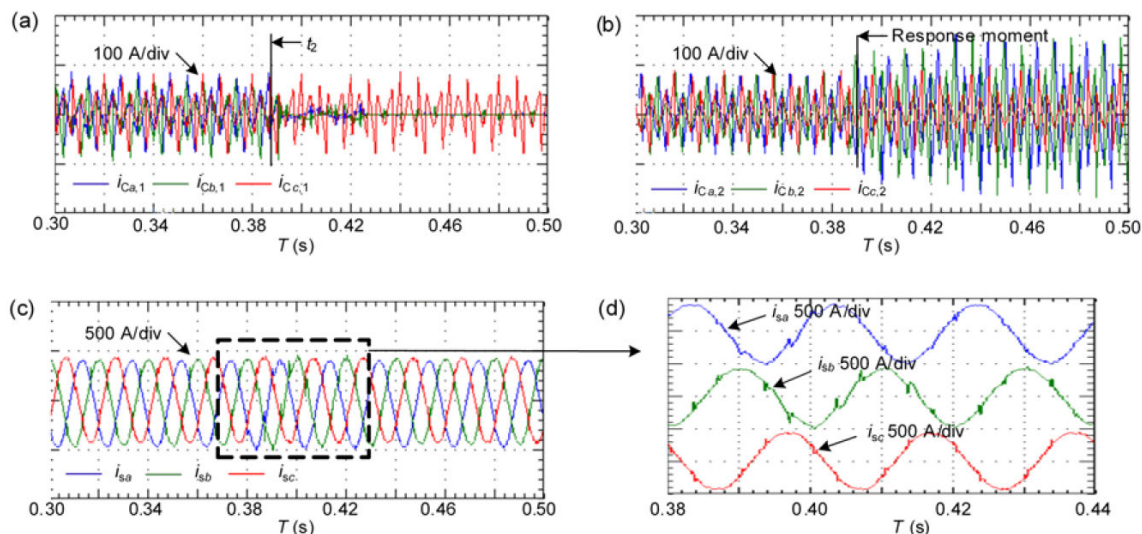 (a)
100 A/div
t2
iCa,1 iCb,1 iCc,1
0.30 0.34 0.38 0.42 0.46 0.50
T (s)
(b)
100 A/div
Response moment
iCa,2 iCb,2 iCc,2
0.30 0.34 0.38 0.42 0.46 0.50
T (s)
(c)
500 A/div
isa isb isc
0.30 0.34 0.38 0.42 0.46 0.50
T (s)
(d)
isa 500 A/div
isb 500 A/div
isc 500 A/div
0.38 0.40 0.42 0.44
T (s)